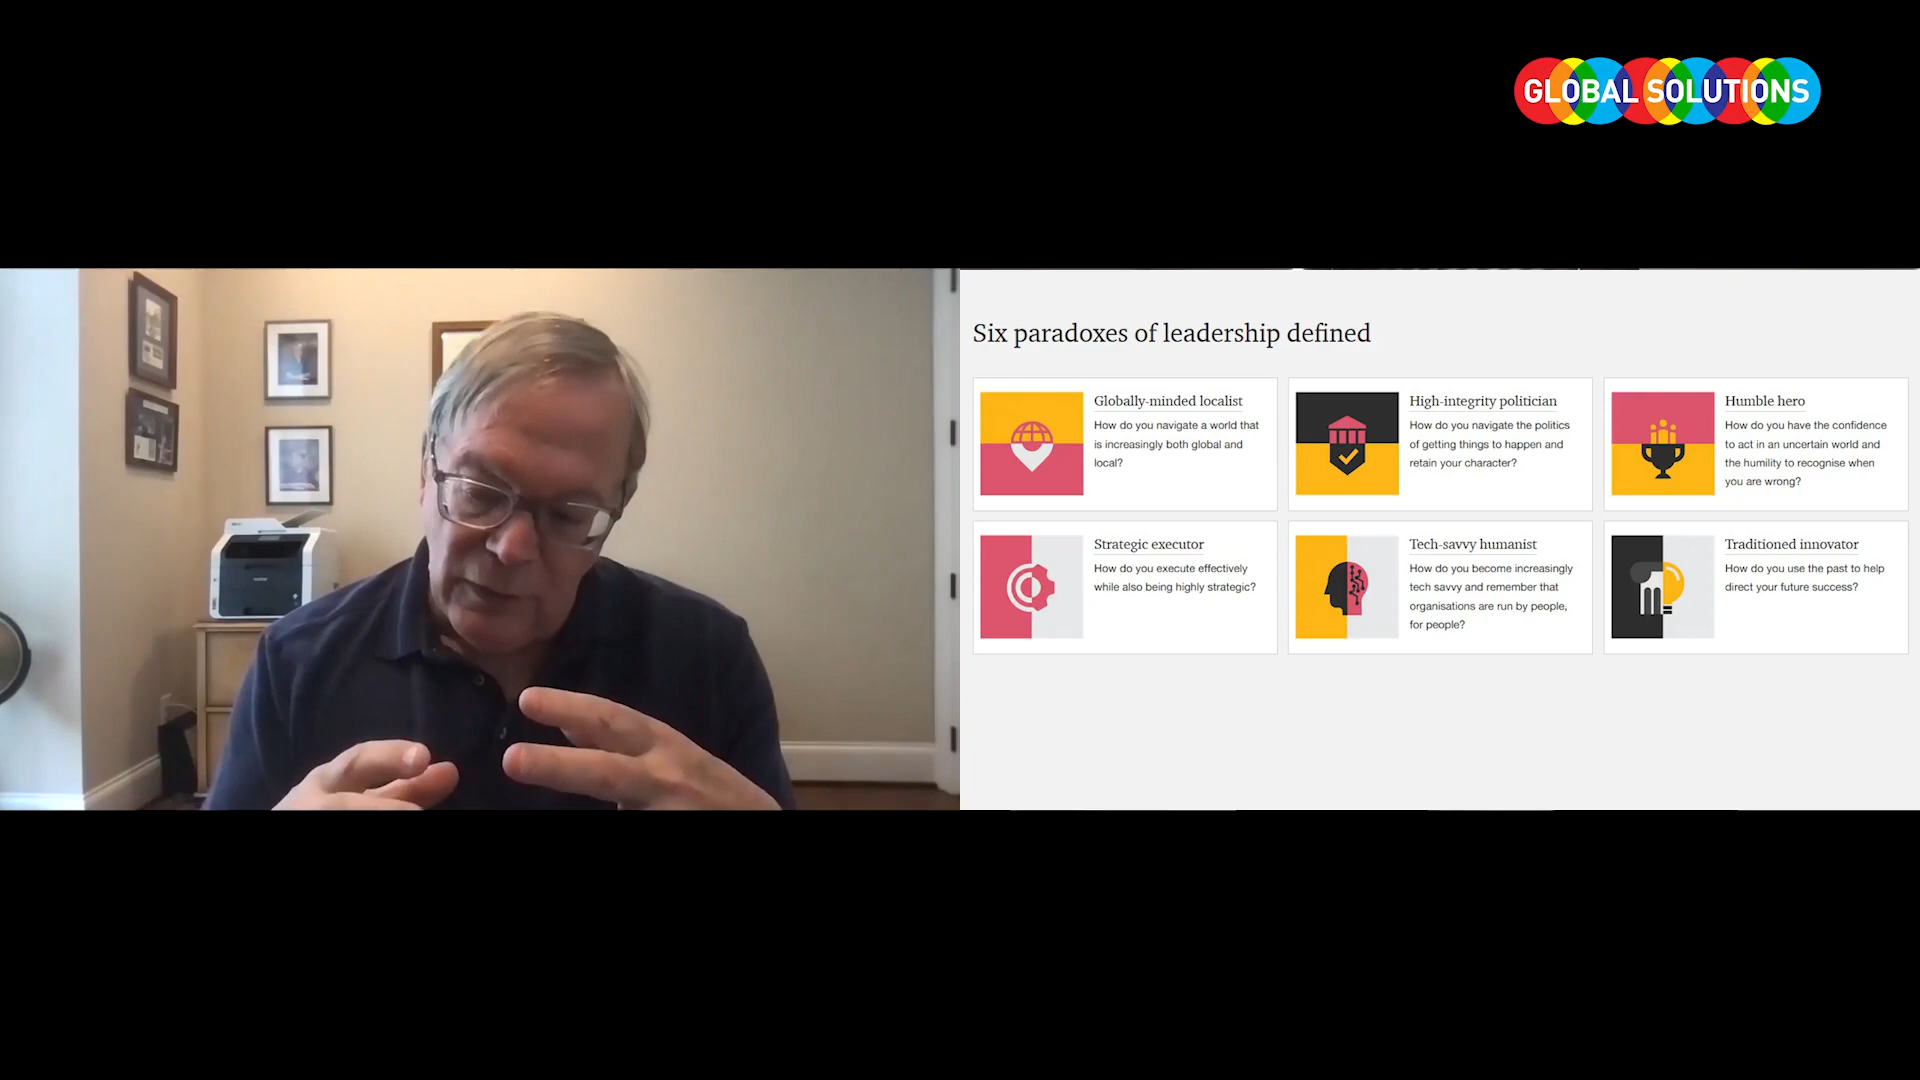 GLOBAL SOLUTIONS
Six paradoxes of leadership defined
Globally-minded localist
How do you navigate a world that
is increasingly both global and
local?
High-integrity politician
How do you navigate the politics
of getting things to happen and
retain your character?
Humble hero
How do you have the confidence
to act in an uncertain world and
the humility to recognise when
you are wrong?
Strategic executor
How do you execute effectively
while also being highly strategic?
Tech-savvy humanist
How do you become increasingly
tech savvy and remember that
organisations are run by people,
for people?
Traditioned innovator
How do you use the past to help
direct your future success?